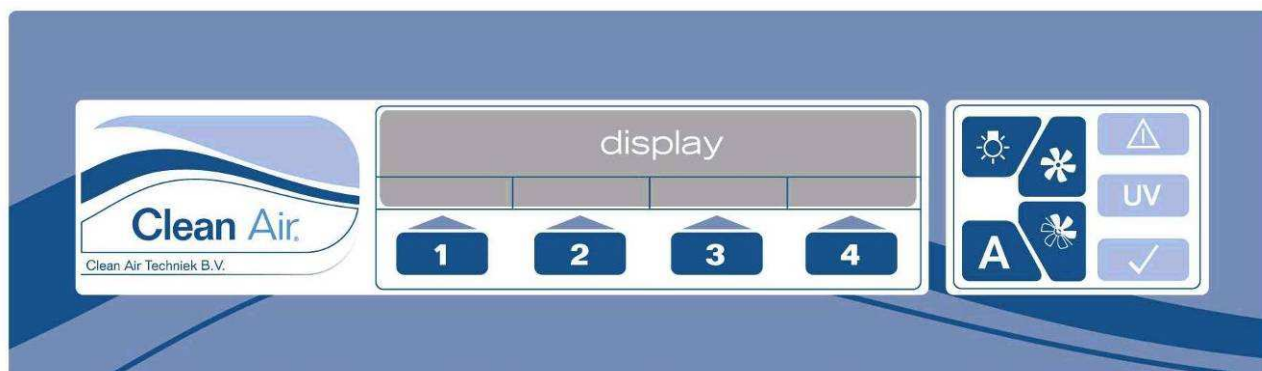 display
Clean Air®
Clean Air Techniek B.V.
1 2 3 4
UV
A